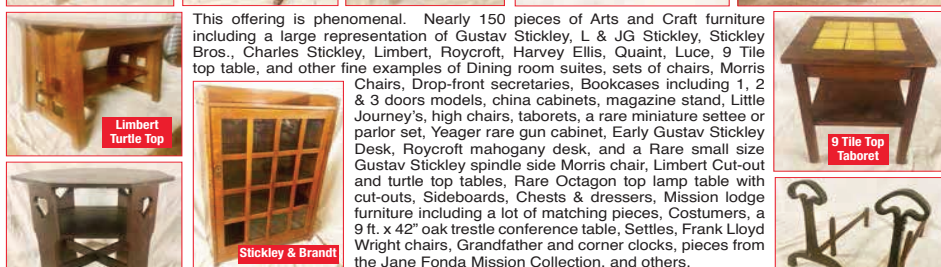 This offering is phenomenal. Nearly 150 pieces of Arts and Craft furniture
including a large representation of Gustav Stickley, L & JG Stickley, Stickley
Bros., Charles Stickley, Limbert, Roycroft, Harvey Ellis, Quaint, Luce, 9 Tile
top table, and other fine examples of Dining room suites, sets of chairs, Morris
Chairs, Drop-front secretaries, Bookcases including 1, 2
& 3 doors models, china cabinets, magazine stand, Little
Journey's, high chairs, taborets, a rare miniature settee or
parlor set, Yeager rare gun cabinet, Early Gustav Stickley
Desk, Roycroft mahogany desk, and a Rare small size
Gustav Stickley spindle side Morris chair, Limbert Cut-out
and turtle top tables, Rare Octagon top lamp table with
cut-outs, Sideboards, Chests & dressers, Mission lodge
furniture including a lot of matching pieces, Costumers, a
9 ft. x 42” oak trestle conference table, Settles, Frank Lloyd
Wright chairs, Grandfather and corner clocks, pieces from
the Jane Fonda Mission Collection, and others.
Limbert
Turtle Top
Stickley & Brandt
9 Tile Top
Taboret